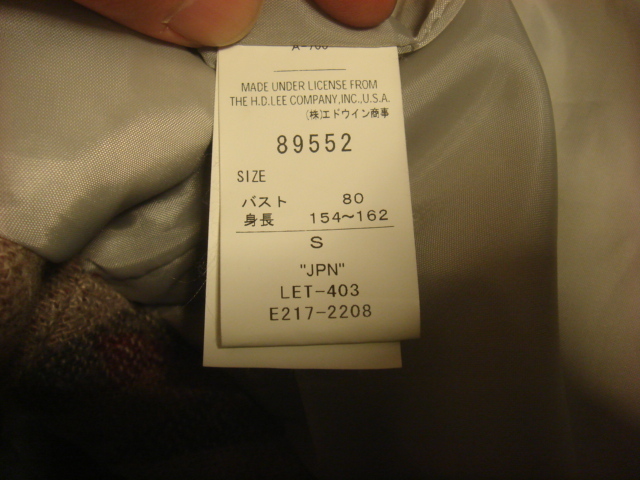 MADE UNDER LICENSE FROM
THE H.D.LEE COMPANY,INC.,U.S.A.
(株)エドウイン商事
89552
SIZE
バスト 80
身長 154~162
S
"JPN"
LET-403
E217-2208